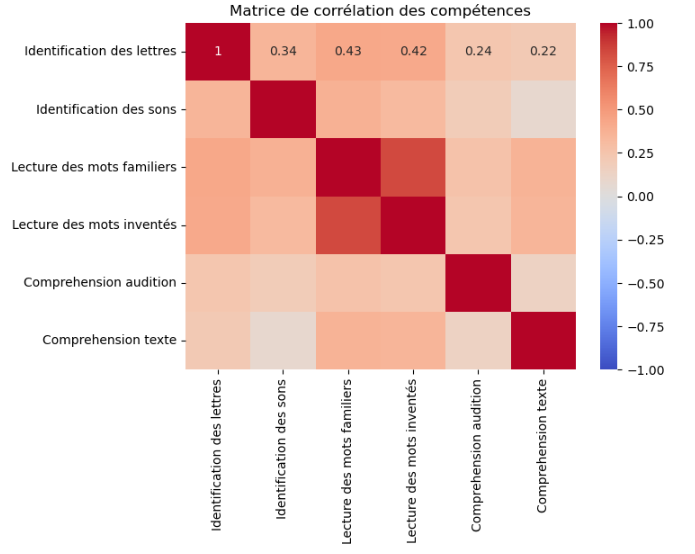 Matrice de corrélation des compétences
Identification des lettres
1 0.34 0.43 0.42 0.24 0.22
Identification des sons
Lecture des mots familiers
Lecture des mots inventés
Comprehension audition
Comprehension texte
Identification des lettres
Identification des sons
Lecture des mots familiers
Lecture des mots inventés
Comprehension audition
Comprehension texte
1.00
0.75
0.50
0.25
0.00
−0.25
−0.50
−0.75
−1.00